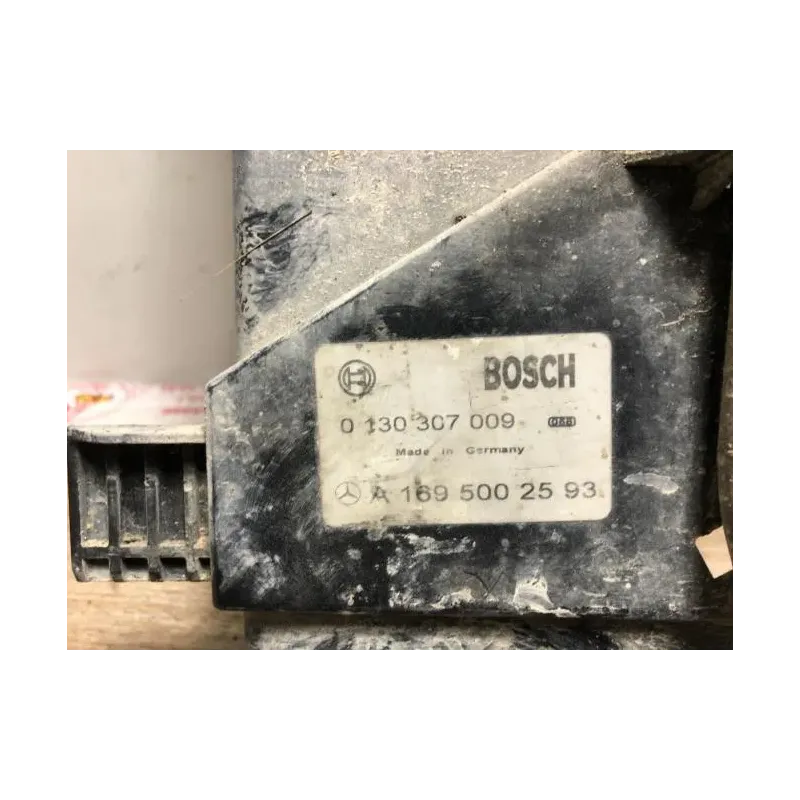 BOSCH
0 130 307 009
Made in Germany
A 169 500 25 93